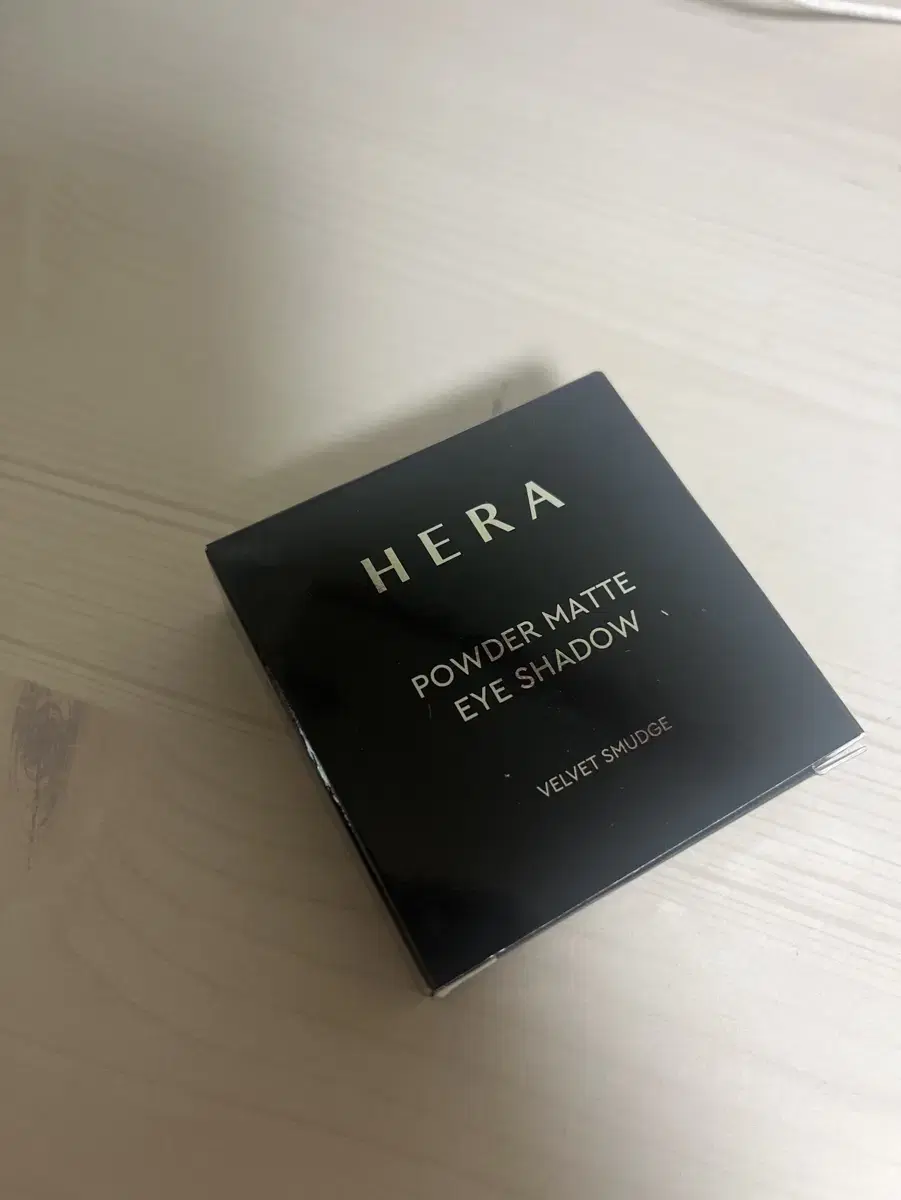 HERA
POWDER MATTE
EYE SHADOW
VELVET SMUDGE